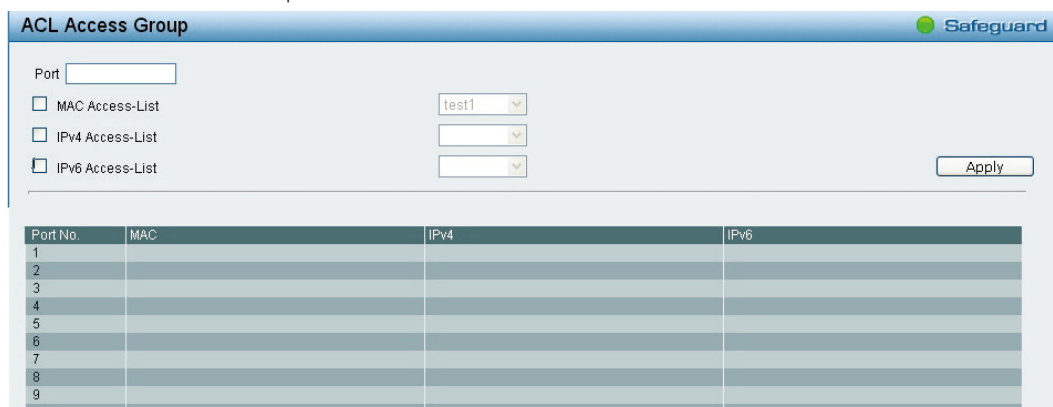 ACL Access Group Safeguard
Port
MAC Access-List test1
IPv4 Access-List
IPv6 Access-List Apply
Port No. MAC IPv4 IPv6
1
2
3
4
5
6
7
8
9